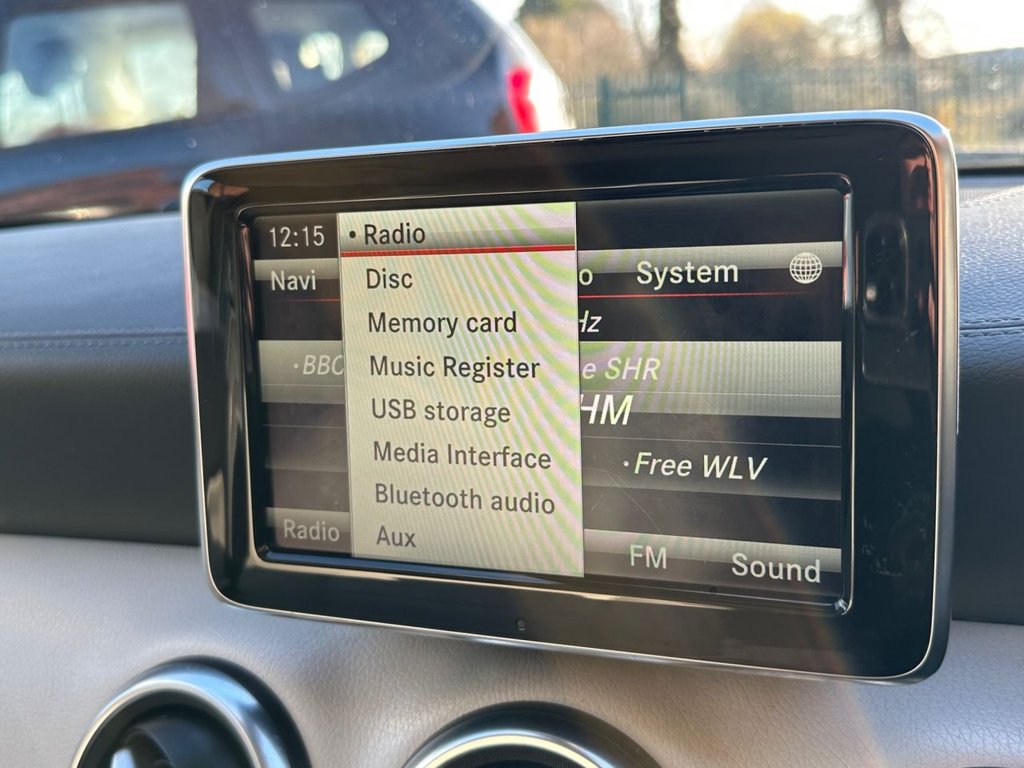 12:15
• Radio
Navi
Disc
System
Memory card
Hz
• BBC
Music Register
e SHR
USB storage
HM
Media Interface
• Free WLV
Bluetooth audio
Radio
Aux
FM
Sound